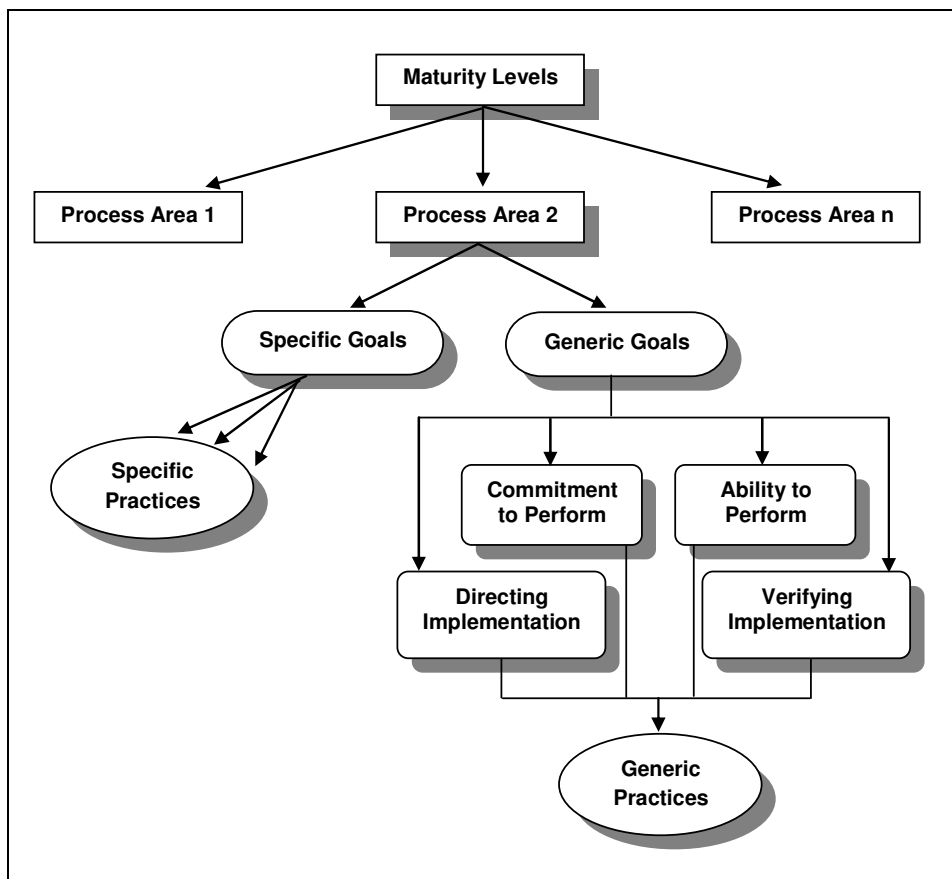 Maturity Levels
Process Area 1
Process Area 2
Process Area n
Specific Goals
Generic Goals
Specific
Practices
Commitment
to Perform
Ability to
Perform
Directing
Implementation
Verifying
Implementation
Generic
Practices